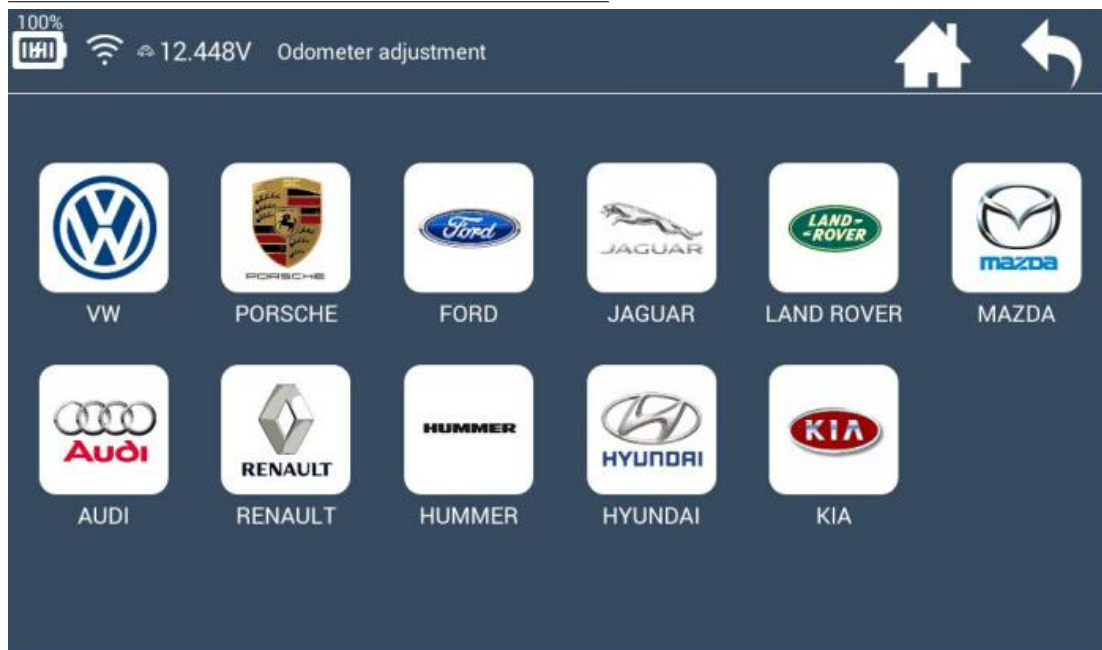 100%
12.448V Odometer adjustment
PORSCHE
Ford
JAGUAR
LAND-
-ROVER
mazda
VW PORSCHE FORD JAGUAR LAND ROVER MAZDA
Audi
RENAULT
HUMMER
HYUNDAI
KIA
AUDI RENAULT HUMMER HYUNDAI KIA